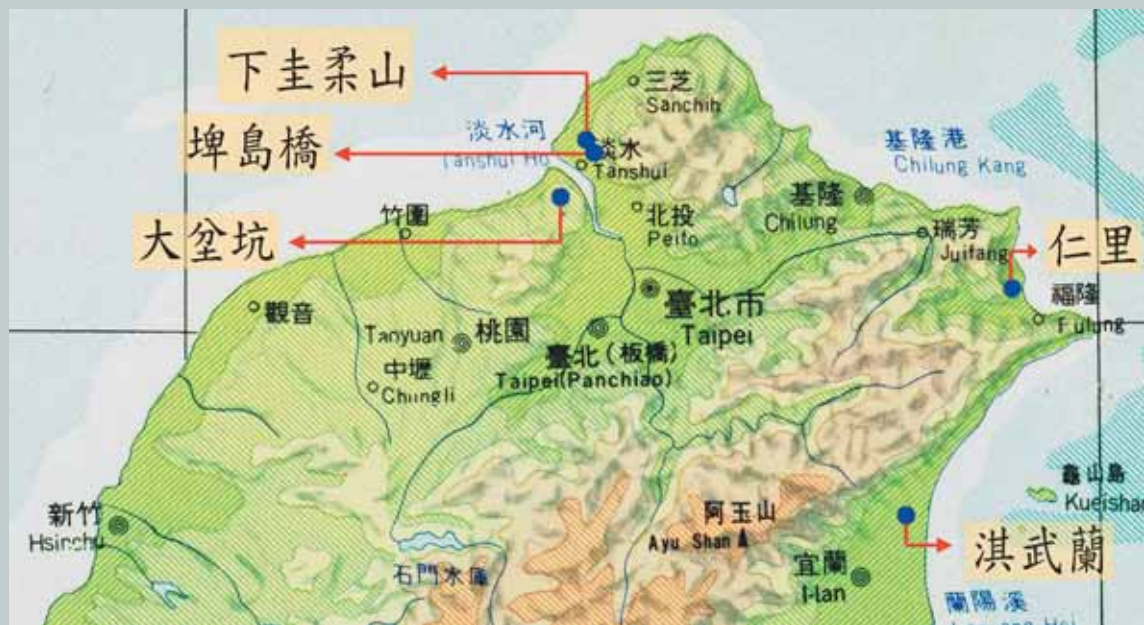 下圭柔山
三芝
Sanchih
埤島橋
淡水河
Tanshui Ho
淡水
Tanshui
基隆港
Chilung Kang
大坌坑
竹圍
北投
Peito
基隆
Chilung
瑞芳
Juifang
仁里
觀音
福隆
Fulung
臺北市
Taipei
Taoyuan
桃園
臺北(板橋)
Taipei(Panchiao)
中壢
Chungli
龜山島
Kueishan
新竹
Hsinchu
阿玉山
Ayu Shan
淇武蘭
石門水庫
宜蘭
I-lan
蘭陽溪